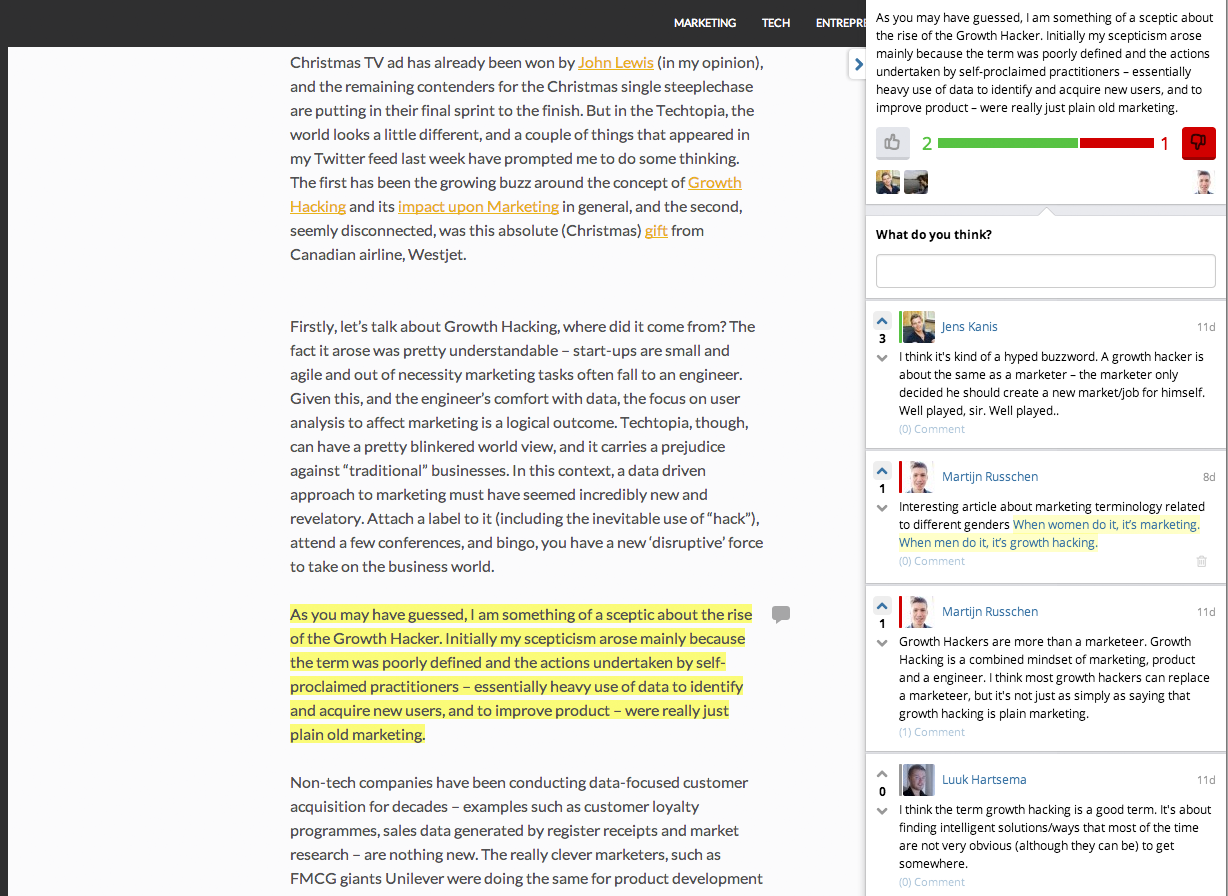 MARKETING TECH ENTREPRE
Christmas TV ad has already been won by John Lewis (in my opinion),
and the remaining contenders for the Christmas single steeplechase
are putting in their final sprint to the finish. But in the Techtopia, the
world looks a little different, and a couple of things that appeared in
my Twitter feed last week have prompted me to do some thinking.
The first has been the growing buzz around the concept of Growth
Hacking and its impact upon Marketing in general, and the second,
seemly disconnected, was this absolute (Christmas) gift from
Canadian airline, Westjet.
Firstly, let’s talk about Growth Hacking, where did it come from? The
fact it arose was pretty understandable – start-ups are small and
agile and out of necessity marketing tasks often fall to an engineer.
Given this, and the engineer’s comfort with data, the focus on user
analysis to affect marketing is a logical outcome. Techtopia, though,
can have a pretty blinkered world view, and it carries a prejudice
against “traditional” businesses. In this context, a data driven
approach to marketing must have seemed incredibly new and
revelatory. Attach a label to it (including the inevitable use of “hack”),
attend a few conferences, and bingo, you have a new ‘disruptive’ force
to take on the business world.
As you may have guessed, I am something of a sceptic about the rise
of the Growth Hacker. Initially my scepticism arose mainly because
the term was poorly defined and the actions undertaken by self-
proclaimed practitioners – essentially heavy use of data to identify
and acquire new users, and to improve product – were really just
plain old marketing.
Non-tech companies have been conducting data-focused customer
acquisition for decades – examples such as customer loyalty
programmes, sales data generated by register receipts and market
research – are nothing new. The really clever marketers, such as
FMCG giants Unilever were doing the same for product development
As you may have guessed, I am something of a sceptic about
the rise of the Growth Hacker. Initially my scepticism arose
mainly because the term was poorly defined and the actions
undertaken by self-proclaimed practitioners – essentially
heavy use of data to identify and acquire new users, and to
improve product – were really just plain old marketing.
2 1
What do you think?
Jens Kanis 11d
3
I think it's kind of a hyped buzzword. A growth hacker is
about the same as a marketer – the marketer only
decided he should create a new market/job for himself.
Well played, sir. Well played..
(0) Comment
Martijn Russchen 8d
1
Interesting article about marketing terminology related
to different genders When women do it, it’s marketing.
When men do it, it’s growth hacking.
(0) Comment
Martijn Russchen 11d
1
Growth Hackers are more than a marketeer. Growth
Hacking is a combined mindset of marketing, product
and a engineer. I think most growth hackers can replace
a marketeer, but it's not just as simply as saying that
growth hacking is plain marketing.
(1) Comment
Luuk Hartsema 11d
0
I think the term growth hacking is a good term. It's about
finding intelligent solutions/ways that most of the time
are not very obvious (although they can be) to get
somewhere.
(0) Comment